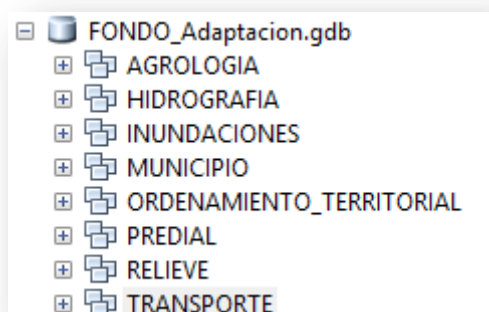 FONDO_Adaptacion.gdb
AGROLOGIA
HIDROGRAFIA
INUNDACIONES
MUNICIPIO
ORDENAMIENTO_TERRITORIAL
PREDIAL
RELIEVE
TRANSPORTE